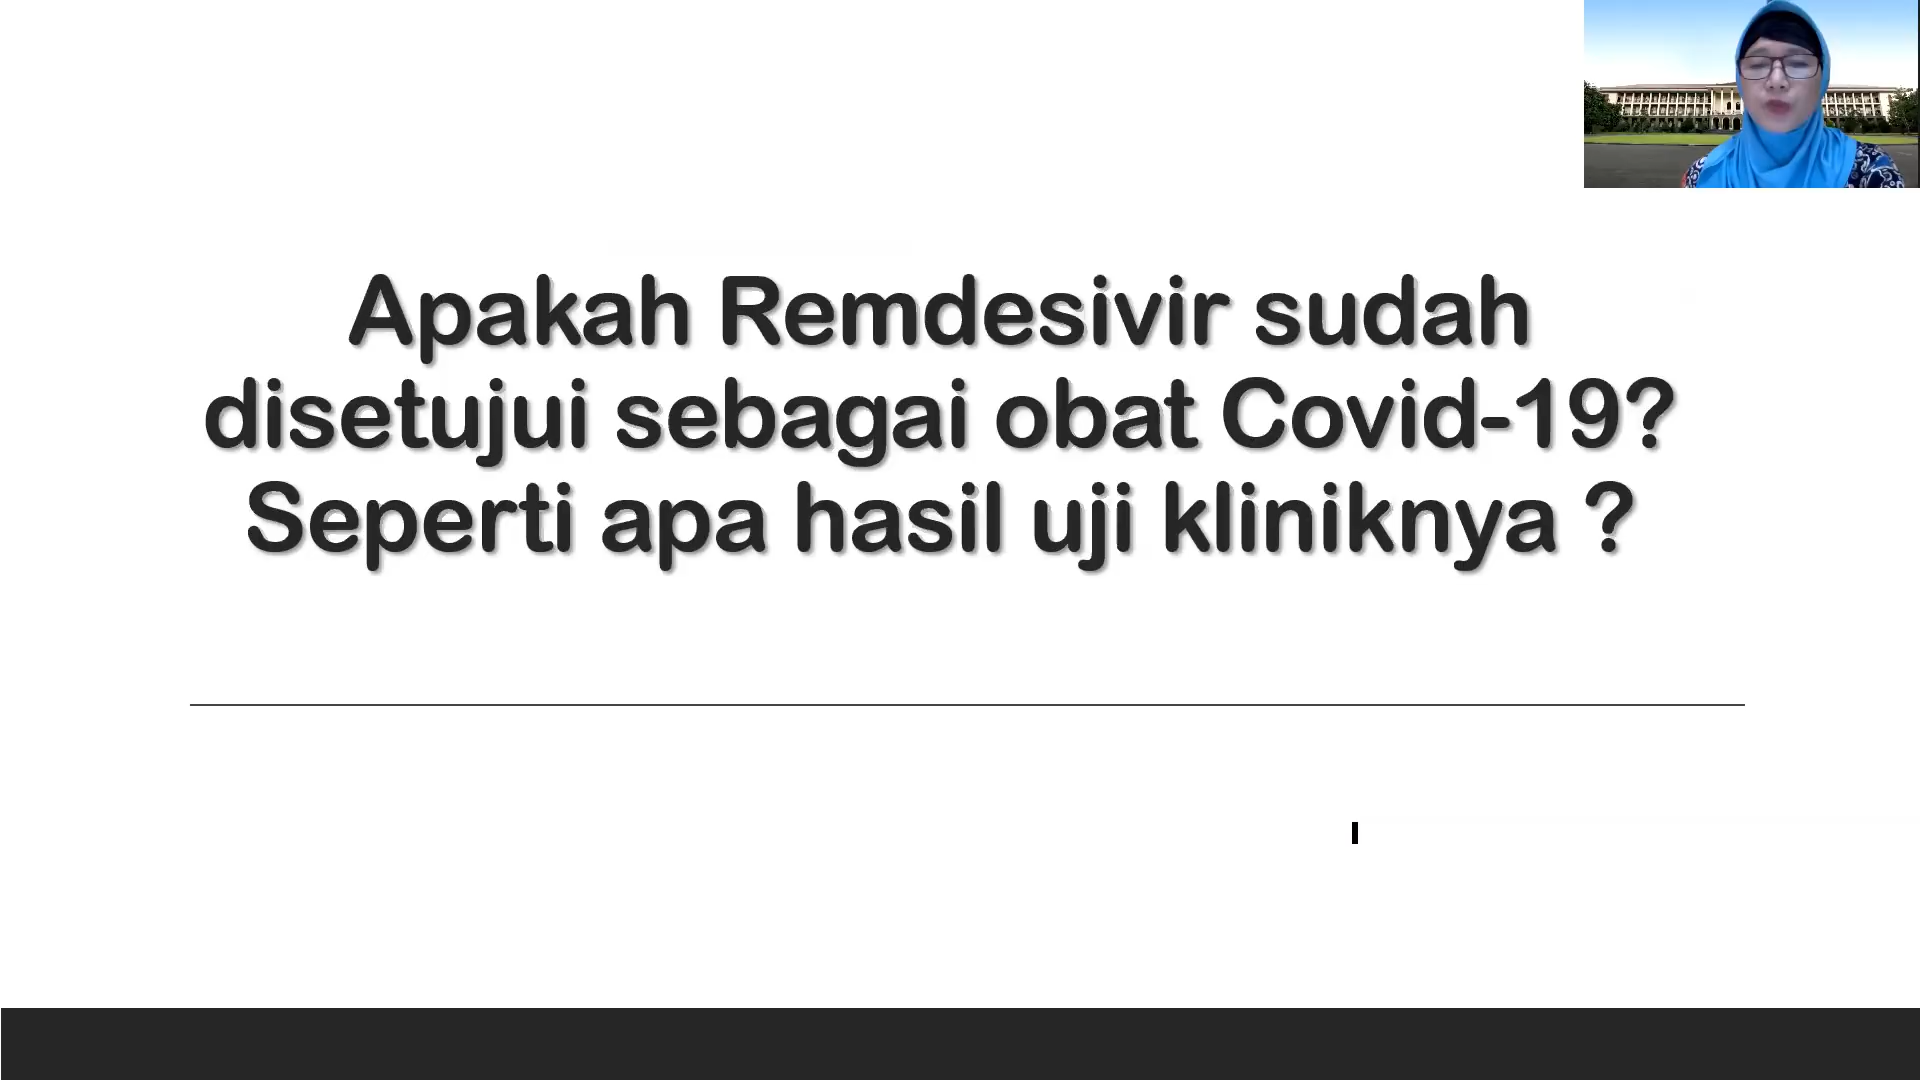 Apakah Remdesivir sudah
disetujui sebagai obat Covid-19?
Seperti apa hasil uji kliniknya ?